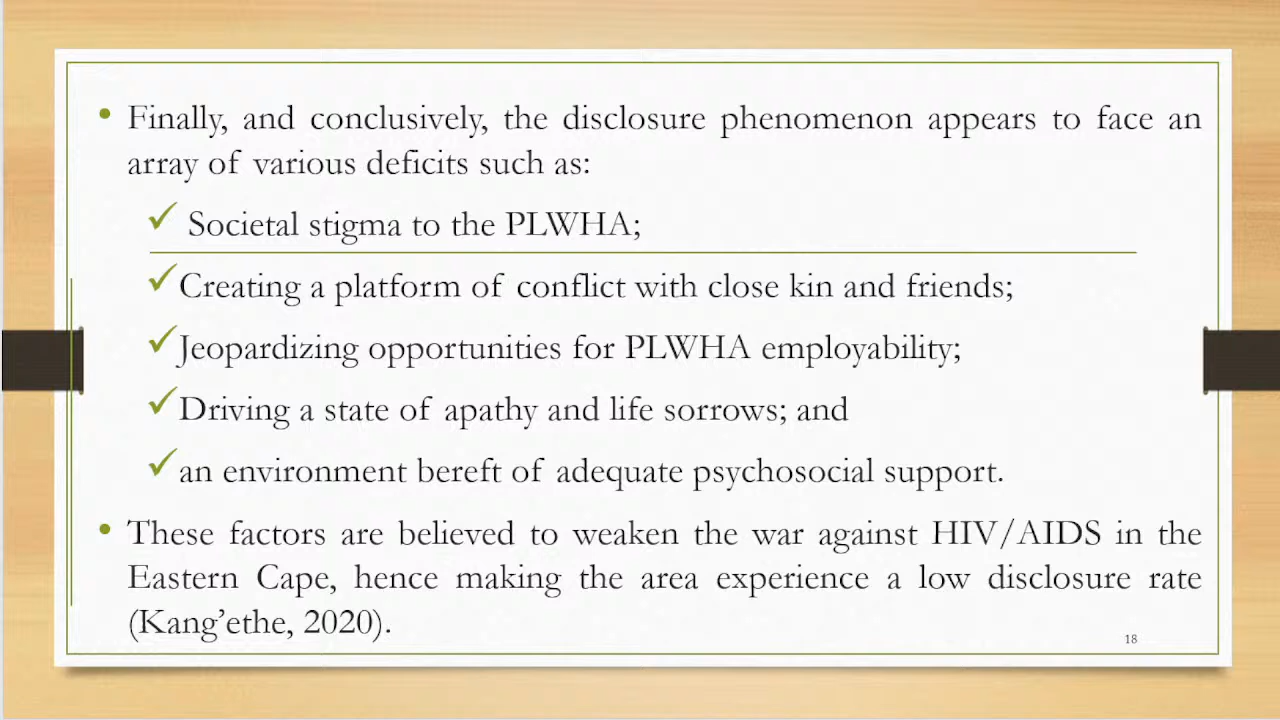 • Finally, and conclusively, the disclosure phenomenon appears to face an
array of various deficits such as:
✓ Societal stigma to the PLWHA;
✓Creating a platform of conflict with close kin and friends;
✓Jeopardizing opportunities for PLWHA employability;
✓Driving a state of apathy and life sorrows; and
✓an environment bereft of adequate psychosocial support.
• These factors are believed to weaken the war against HIV/AIDS in the
Eastern Cape, hence making the area experience a low disclosure rate
(Kang’ethe, 2020).
18